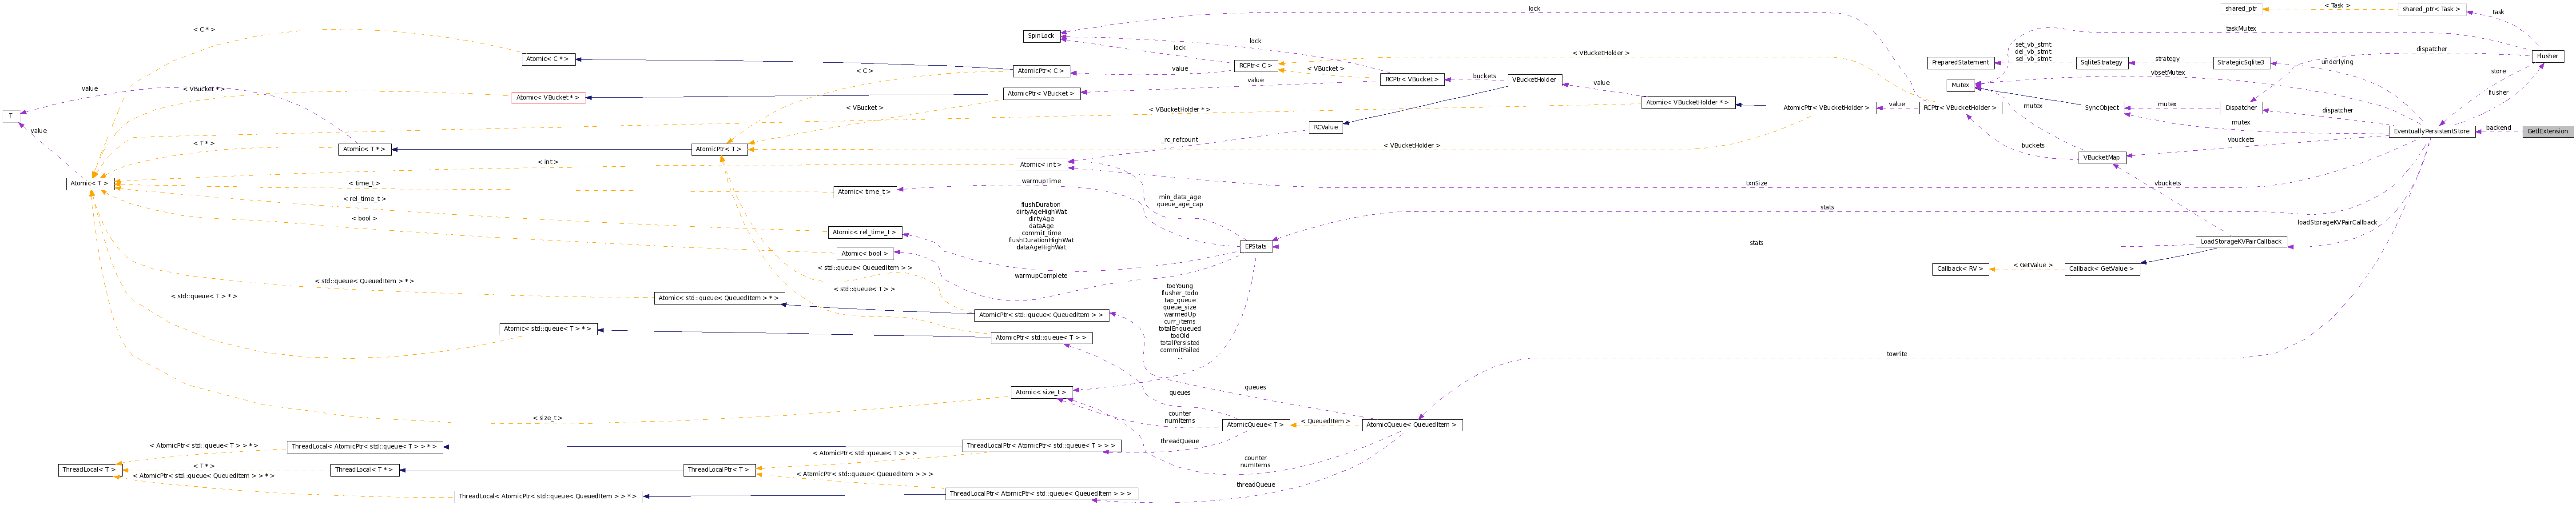 shared_ptr
< Task >
shared_ptr< Task >
task
lock
< C * >
SpinLock
taskMutex
lock
set_vb_stmt
del_vb_stmt
sel_vb_stmt
dispatcher
flusher
lock
< VBucketHolder >
Atomic< C * >
RCPtr< C >
PreparedStatement
strategy
SqliteStrategy
StrategicSqlite3
underlying
value
< C >
AtomicPtr< C >
< VBucket >
RCPtr< VBucket >
buckets
VBucketHolder
vbsetMutex
store
value
value
Mutex
value
< VBucket * >
Atomic< VBucket * >
AtomicPtr< VBucket >
flusher
Atomic< VBucketHolder * >
AtomicPtr< VBucketHolder >
value
RCPtr< VBucketHolder >
mutex
SyncObject
mutex
Dispatcher
dispatcher
T
< VBucket >
< VBucketHolder * >
mutex
value
RCValue
EventuallyPersistentStore
backend
GetlExtension
< T * >
Atomic< T * >
AtomicPtr< T >
_rc_refcount
< VBucketHolder >
buckets
vbuckets
VBucketMap
< int >
Atomic< int >
Atomic< T >
< time_t >
Atomic< time_t >
warmupTime
txnSize
vbuckets
< rel_time_t >
min_data_age
queue_age_cap
flushDuration
dirtyAgeHighWat
dirtyAge
dataAge
commit_time
flushDurationHighWat
dataAgeHighWat
stats
< bool >
Atomic< rel_time_t >
loadStorageKVPairCallback
Atomic< bool >
EPStats
stats
LoadStorageKVPairCallback
< std::queue< QueuedItem > >
warmupComplete
Callback< RV >
< GetValue >
Callback< GetValue >
< std::queue< QueuedItem > * >
< std::queue< T > >
< std::queue< T > * >
Atomic< std::queue< QueuedItem > * >
AtomicPtr< std::queue< QueuedItem > >
tooYoung
flusher_todo
tap_queue
queue_size
warmedUp
curr_items
totalEnqueued
tooOld
totalPersisted
commitFailed
...
Atomic< std::queue< T > * >
AtomicPtr< std::queue< T > >
towrite
Atomic< size_t >
queues
queues
< size_t >
counter
numItems
AtomicQueue< T >
< QueuedItem >
AtomicQueue< QueuedItem >
< AtomicPtr< std::queue< T > > * >
ThreadLocal< AtomicPtr< std::queue< T > > * >
ThreadLocalPtr< AtomicPtr< std::queue< T > > >
threadQueue
< AtomicPtr< std::queue< T > > >
counter
numItems
ThreadLocal< T >
< T * >
ThreadLocal< T * >
ThreadLocalPtr< T >
< AtomicPtr< std::queue< QueuedItem > > * >
< AtomicPtr< std::queue< QueuedItem > > >
threadQueue
ThreadLocal< AtomicPtr< std::queue< QueuedItem > > * >
ThreadLocalPtr< AtomicPtr< std::queue< QueuedItem > > >